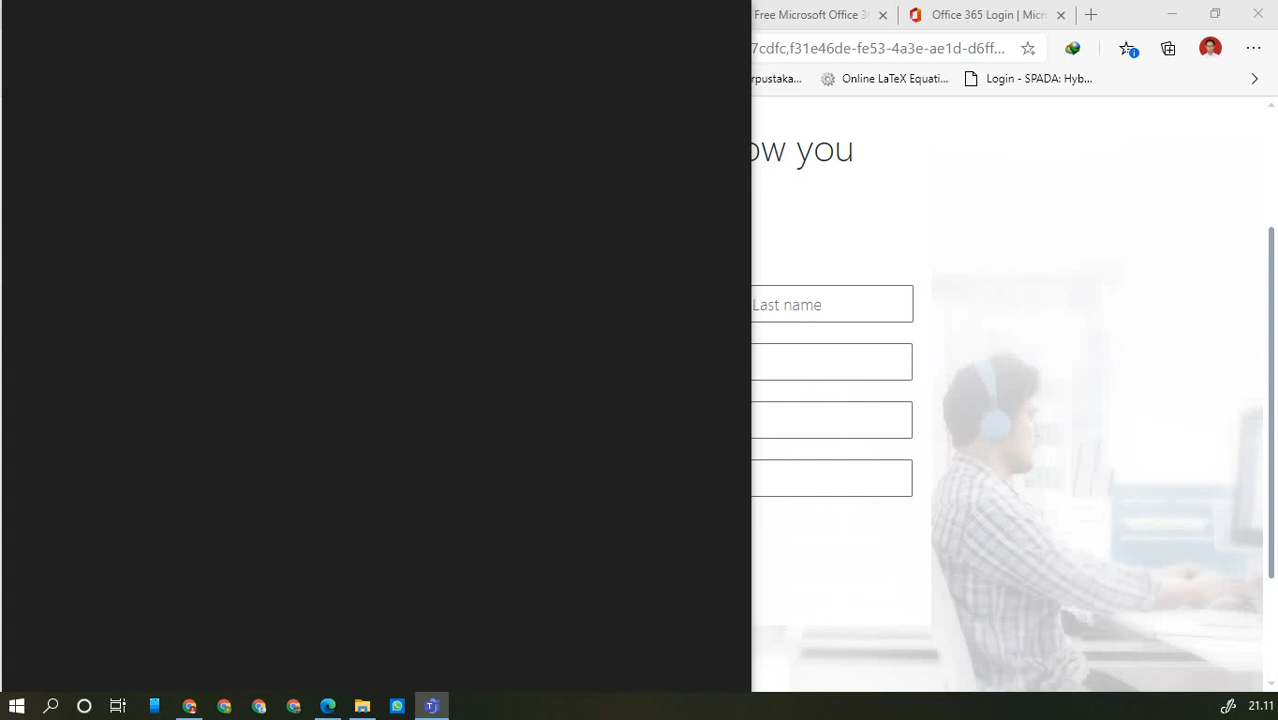 Free Microsoft Office 3
Office 365 Login | Micr
7cdfc,f31e46de-fe53-4a3e-ae1d-d6ff...
rpustaka...
Online LaTeX Equati...
Login - SPADA: Hyb...
ow you
Last name
21.11